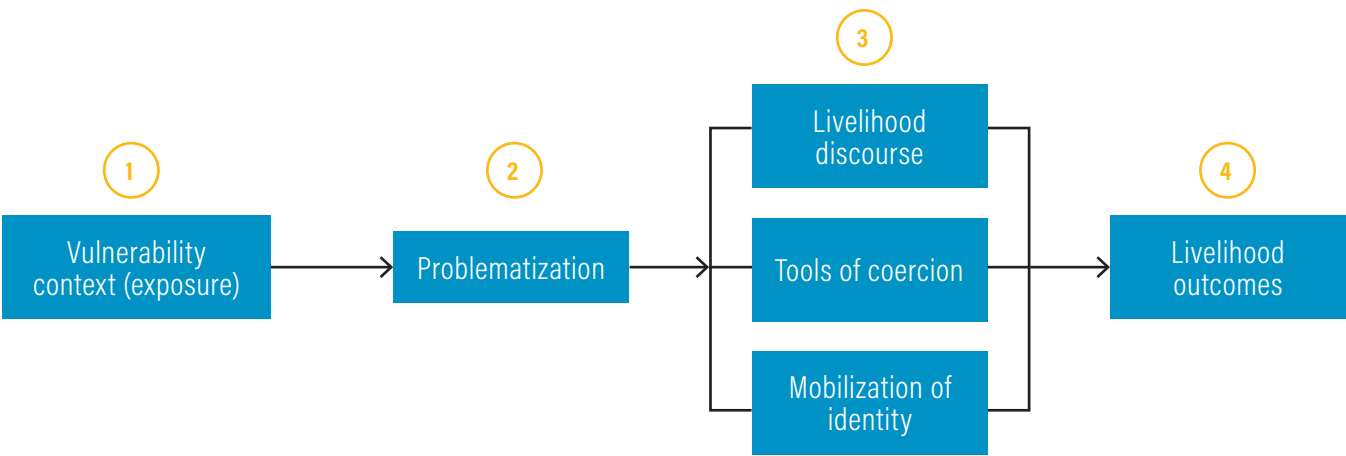 1
Vulnerability
context (exposure)
2
Problematization
3
Livelihood
discourse
Tools of coercion
Mobilization of
identity
4
Livelihood
outcomes